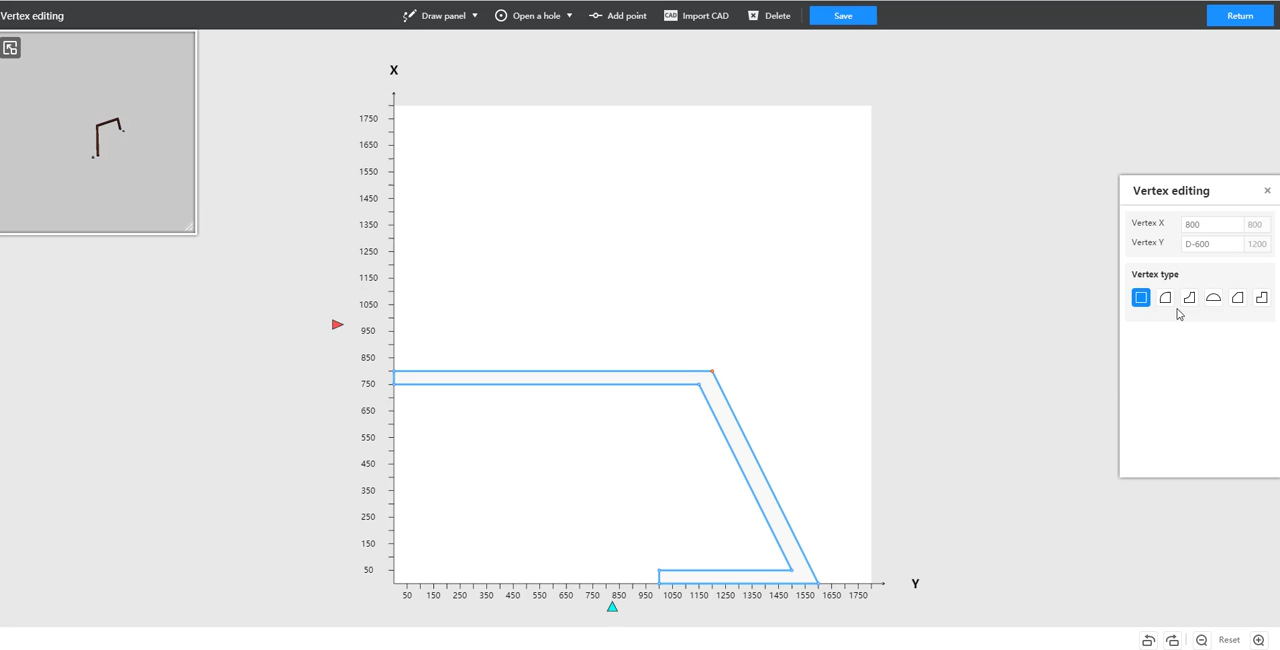 Vertex editing
Draw panel
Open a hole
Add point
CAD Import CAD
Delete
Save
Return
X
1750
1650
1550
1450
1350
1250
1150
1050
950
850
750
650
550
450
350
250
150
50
50 150 250 350 450 550 650 750 850 950 1050 1150 1250 1350 1450 1550 1650 1750
Y
Vertex editing ×
Vertex X 800 800
Vertex Y D-600 1200
Vertex type
Reset